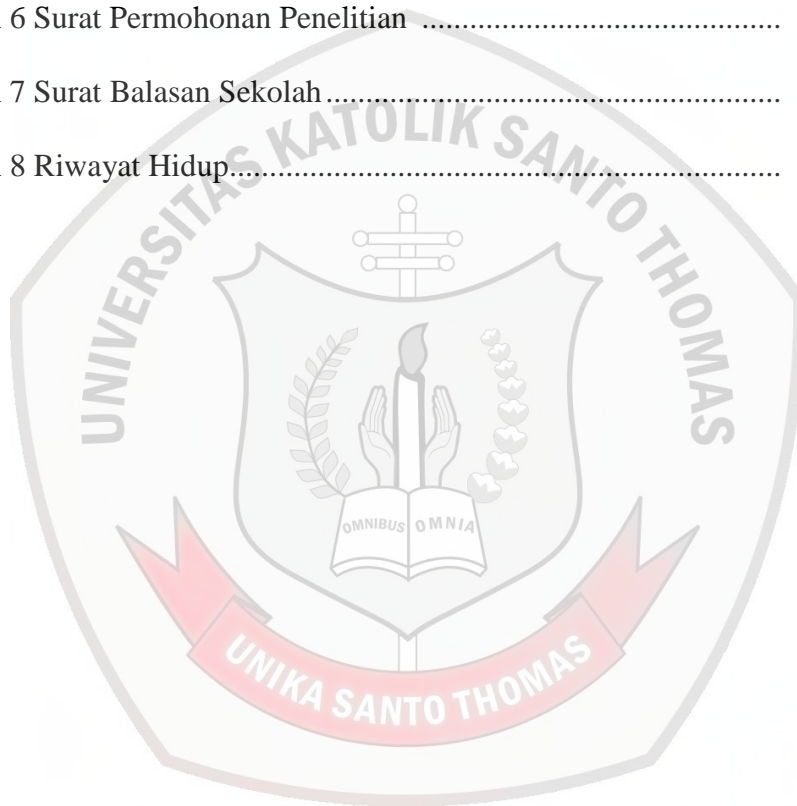 6 Surat Permohonan Penelitian ............................................
7 Surat Balasan Sekolah........................................................
8 Riwayat Hidup....................................................................
UNIVERSITAS KATOLIK SANTO THOMAS
OMNIBUS OMNIA
UNIKA SANTO THOMAS